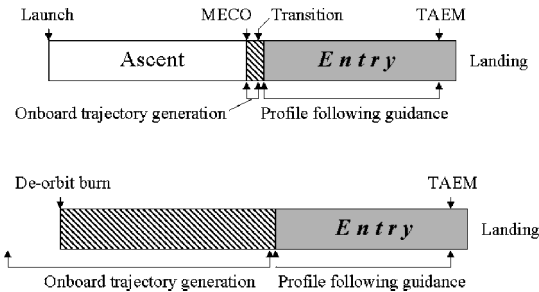 Launch MECO Transition TAEM
Ascent Entry Landing
Onboard trajectory generation Profile following guidance
De-orbit burn TAEM
Entry Landing
Onboard trajectory generation Profile following guidance